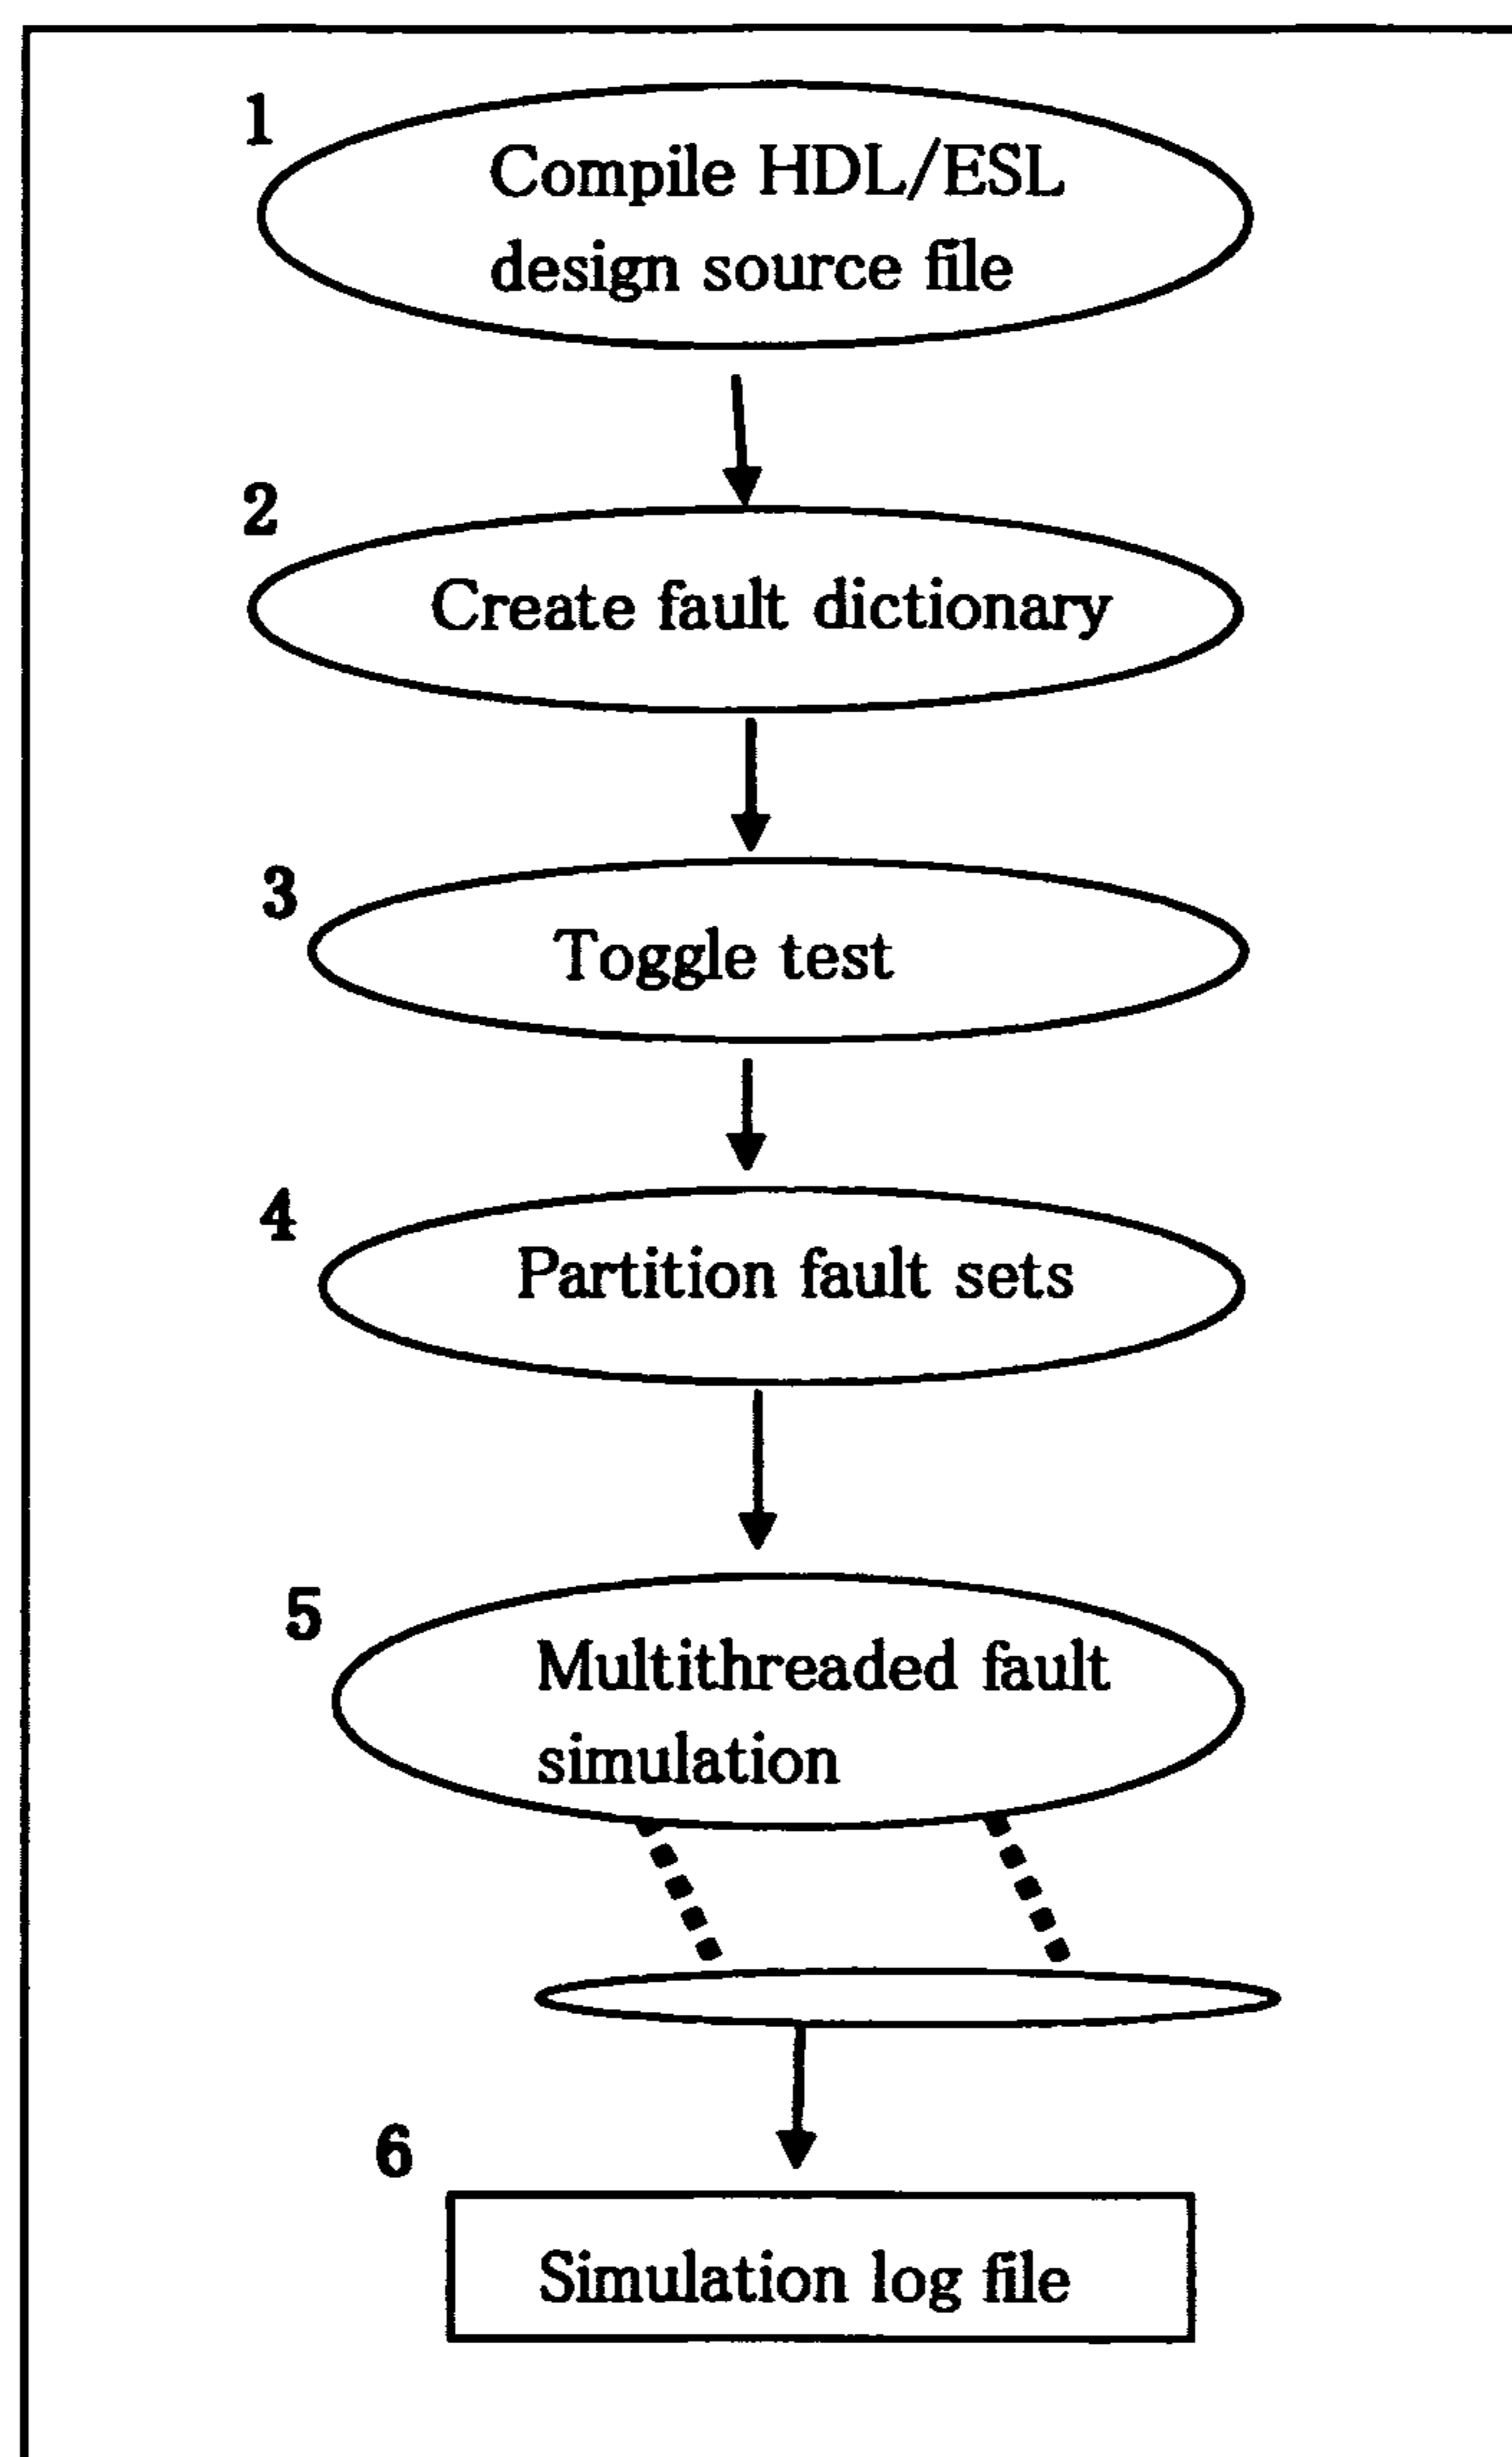 1
Compile HDL/ESL
design source file
2
Create fault dictionary
3
Toggle test
4
Partition fault sets
5
Multithreaded fault
simulation
6
Simulation log file